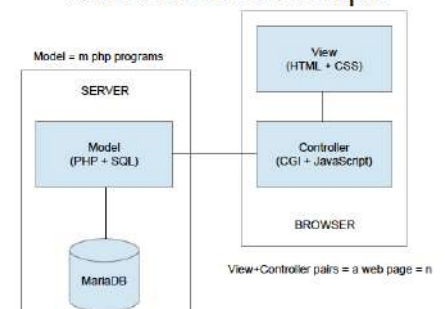 Model = m php programs
SERVER
Model
(PHP + SQL)
MariaDB
View
(HTML + CSS)
Controller
(CGI + JavaScript)
BROWSER
View+Controller pairs = a web page = n